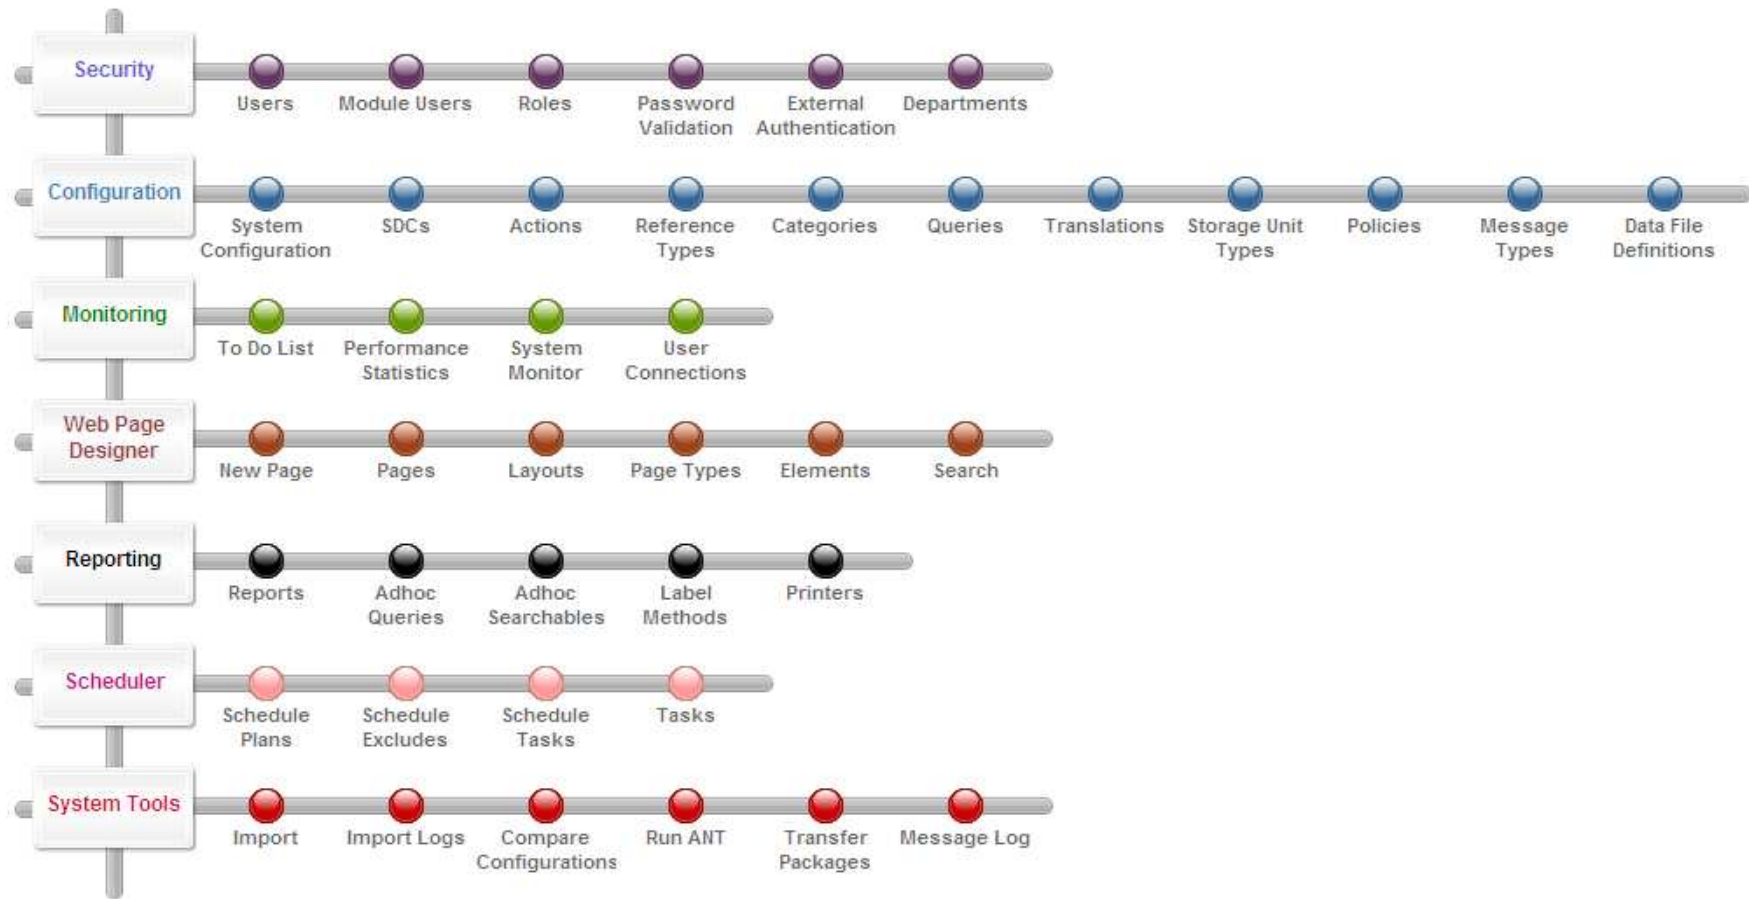 Security
Users
Module Users
Roles
Password
Validation
External
Authentication
Departments
Configuration
System
Configuration
SDCs
Actions
Reference
Types
Categories
Queries
Translations
Storage Unit
Types
Policies
Message
Types
Data File
Definitions
Monitoring
To Do List
Performance
Statistics
System
Monitor
User
Connections
Web Page
Designer
New Page
Pages
Layouts
Page Types
Elements
Search
Reporting
Reports
Adhoc
Queries
Adhoc
Searchables
Label
Methods
Printers
Scheduler
Schedule
Plans
Schedule
Excludes
Schedule
Tasks
Tasks
System Tools
Import
Import Logs
Compare
Configurations
Run ANT
Transfer
Packages
Message Log